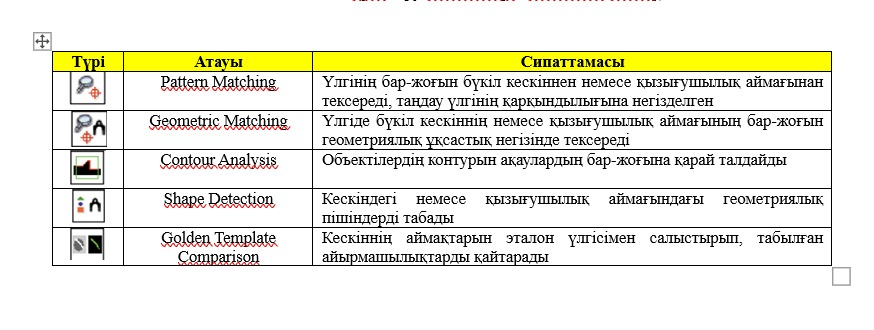 Түрі Атауы Сипаттамасы
Pattern Matching Үлгінің бар-жоғын бүкіл кескіннен немесе қызығушылық аймағынан
тексереді, таңдау үлгінің қарқындылығына негізделген
Geometric Matching Үлгіде бүкіл кескіннің немесе қызығушылық аймағының бар-жоғын
геометриялық ұқсастық негізінде тексереді
Contour Analysis Объектілердің контурын ақаулардың бар-жоғына қарай талдайды
Shape Detection Кескіндегі немесе қызығушылық аймағындағы геометриялық
пішіндерді табады
Golden Template Кескіннің аймақтарын эталон үлгісімен салыстырып, табылған
Comparison айырмашылықтарды қайтарады